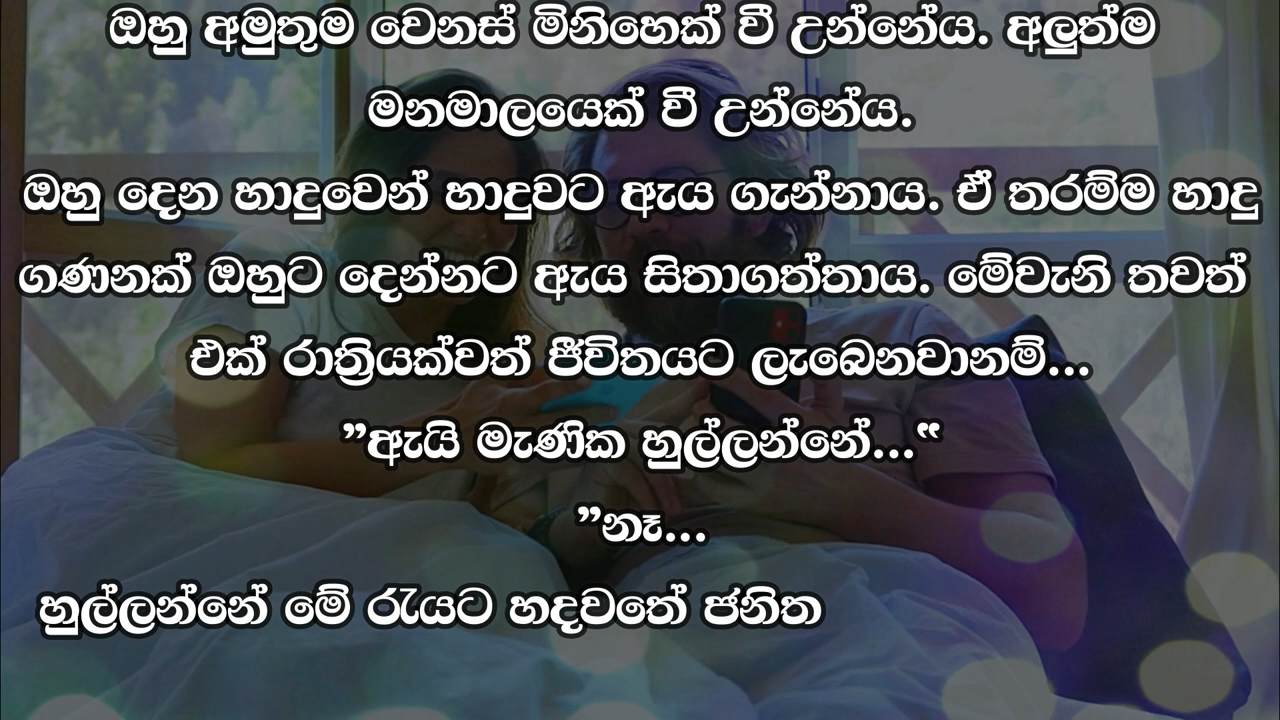 ඔහු අමුතුම වෙනස් මිනිහෙක් වී උන්නේය. අලුත්ම
මනමාලයෙක් වී උන්නේය.
ඔහු දෙන හාදුවෙන් හාදුවට ඇය ගැන්නාය. ඒ තරම්ම හාදු
ගණනක් ඔහුට දෙන්නට ඇය සිතාගත්තාය. මේවැනි තවත්
එක් රාත්‍රියක්වත් ජීවිතයට ලැබෙනවානම්...
”ඇයි මැණික හුල්ලන්නේ...‟
”නෑ...
හුල්ලන්නේ මේ රැයට හදවතේ ජනිත